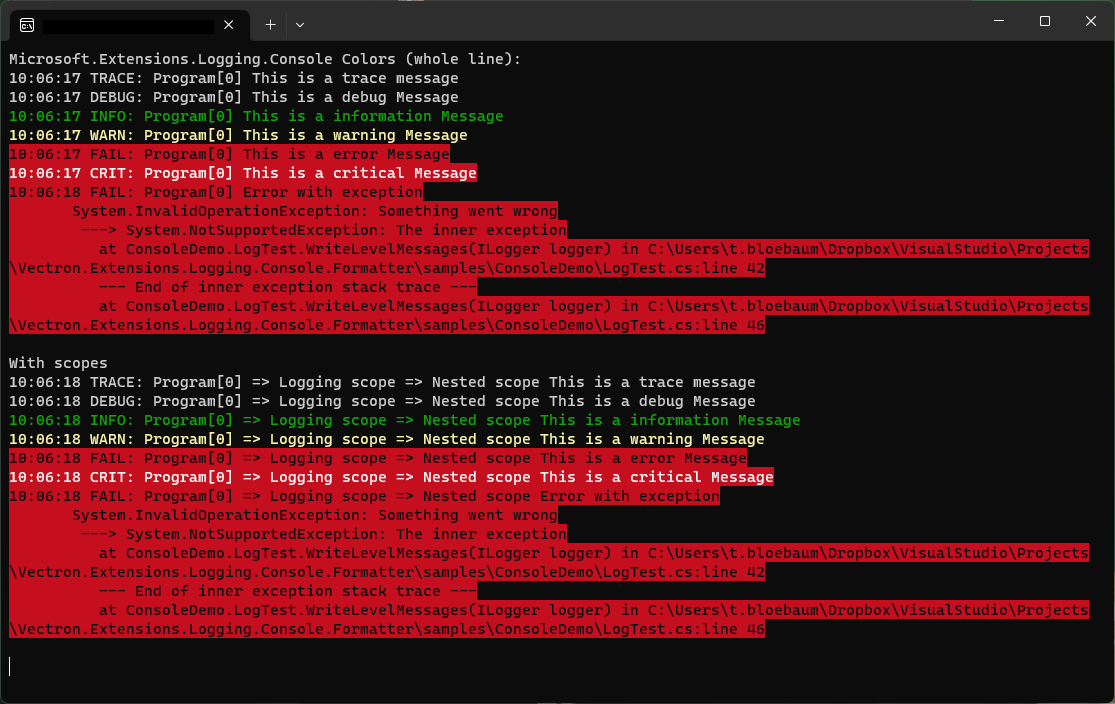 Microsoft.Extensions.Logging.Console Colors (whole line):
10:06:17 TRACE: Program[0] This is a trace message
10:06:17 DEBUG: Program[0] This is a debug Message
10:06:17 INFO: Program[0] This is a information Message
10:06:17 WARN: Program[0] This is a warning Message
10:06:17 FAIL: Program[0] This is a error Message
10:06:17 CRIT: Program[0] This is a critical Message
10:06:18 FAIL: Program[0] Error with exception
System.InvalidOperationException: Something went wrong
---> System.NotSupportedException: The inner exception
at ConsoleDemo.LogTest.WriteLevelMessages(ILogger logger) in C:\Users\t.bloebaum\Dropbox\VisualStudio\Projects
\Vectron.Extensions.Logging.Console.Formatter\samples\ConsoleDemo\LogTest.cs:line 42
--- End of inner exception stack trace ---
at ConsoleDemo.LogTest.WriteLevelMessages(ILogger logger) in C:\Users\t.bloebaum\Dropbox\VisualStudio\Projects
\Vectron.Extensions.Logging.Console.Formatter\samples\ConsoleDemo\LogTest.cs:line 46
With scopes
10:06:18 TRACE: Program[0] => Logging scope => Nested scope This is a trace message
10:06:18 DEBUG: Program[0] => Logging scope => Nested scope This is a debug Message
10:06:18 INFO: Program[0] => Logging scope => Nested scope This is a information Message
10:06:18 WARN: Program[0] => Logging scope => Nested scope This is a warning Message
10:06:18 FAIL: Program[0] => Logging scope => Nested scope This is a error Message
10:06:18 CRIT: Program[0] => Logging scope => Nested scope This is a critical Message
10:06:18 FAIL: Program[0] => Logging scope => Nested scope Error with exception
System.InvalidOperationException: Something went wrong
---> System.NotSupportedException: The inner exception
at ConsoleDemo.LogTest.WriteLevelMessages(ILogger logger) in C:\Users\t.bloebaum\Dropbox\VisualStudio\Projects
\Vectron.Extensions.Logging.Console.Formatter\samples\ConsoleDemo\LogTest.cs:line 42
--- End of inner exception stack trace ---
at ConsoleDemo.LogTest.WriteLevelMessages(ILogger logger) in C:\Users\t.bloebaum\Dropbox\VisualStudio\Projects
\Vectron.Extensions.Logging.Console.Formatter\samples\ConsoleDemo\LogTest.cs:line 46